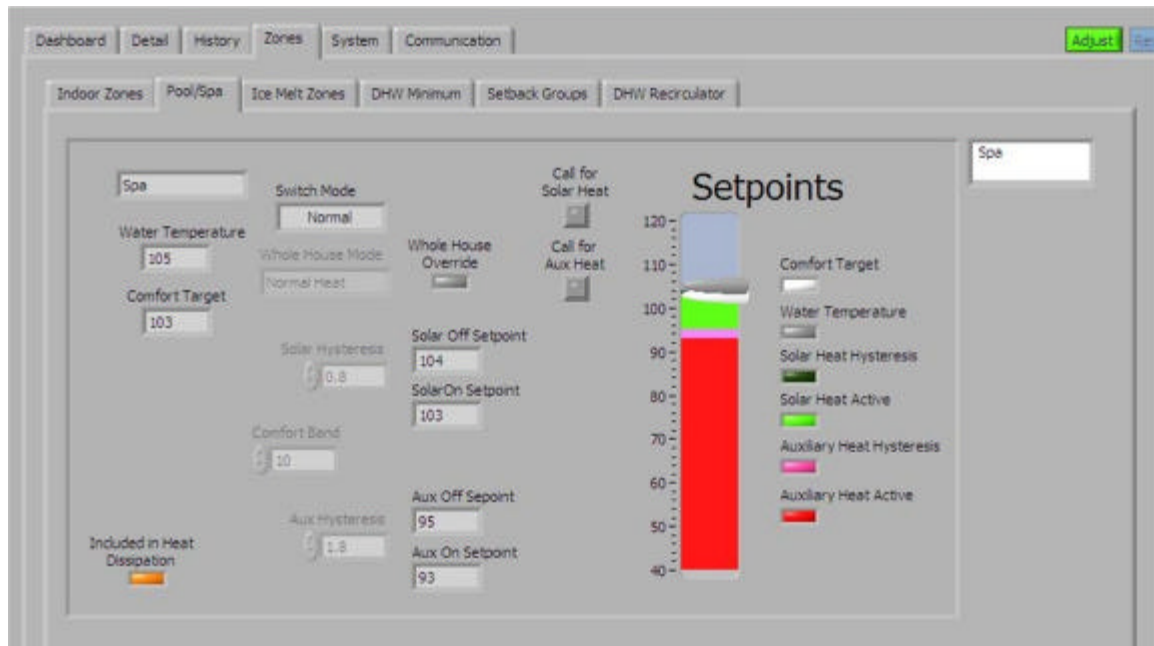 Dashboard Detail History Zones System Communication Adjust
Indoor Zones Pool/Spa Ice Melt Zones DHW Minimum Setback Groups DHW Recirculator
Spa
Water Temperature
105
Comfort Target
103
Switch Mode
Normal
Whole House Mode
Normal Heat
Whole House
Override
Call for
Solar Heat
Call for
Aux Heat
Solar Hysteresis
0.8
Solar Off Setpoint
104
SolarOn Setpoint
103
Comfort Band
10
Aux Hysteresis
1.8
Aux Off Sepoint
95
Aux On Setpoint
93
Included in Heat
Dissipation
Setpoints
120
110
100
90
80
70
60
50
40
Comfort Target
Water Temperature
Solar Heat Hysteresis
Solar Heat Active
Auxiliary Heat Hysteresis
Auxiliary Heat Active
Spa